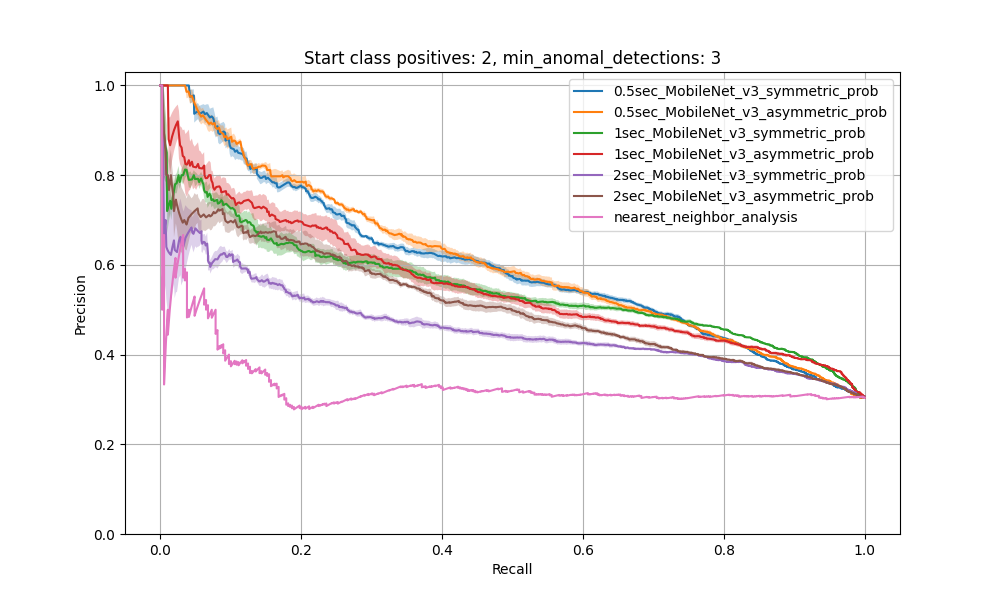 Start class positives: 2, min_anomal_detections: 3
1.0
0.8
0.6
0.4
0.2
0.0
Precision
0.5sec_MobileNet_v3_symmetric_prob
0.5sec_MobileNet_v3_asymmetric_prob
1sec_MobileNet_v3_symmetric_prob
1sec_MobileNet_v3_asymmetric_prob
2sec_MobileNet_v3_symmetric_prob
2sec_MobileNet_v3_asymmetric_prob
nearest_neighbor_analysis
0.0 0.2 0.4 0.6 0.8 1.0
Recall